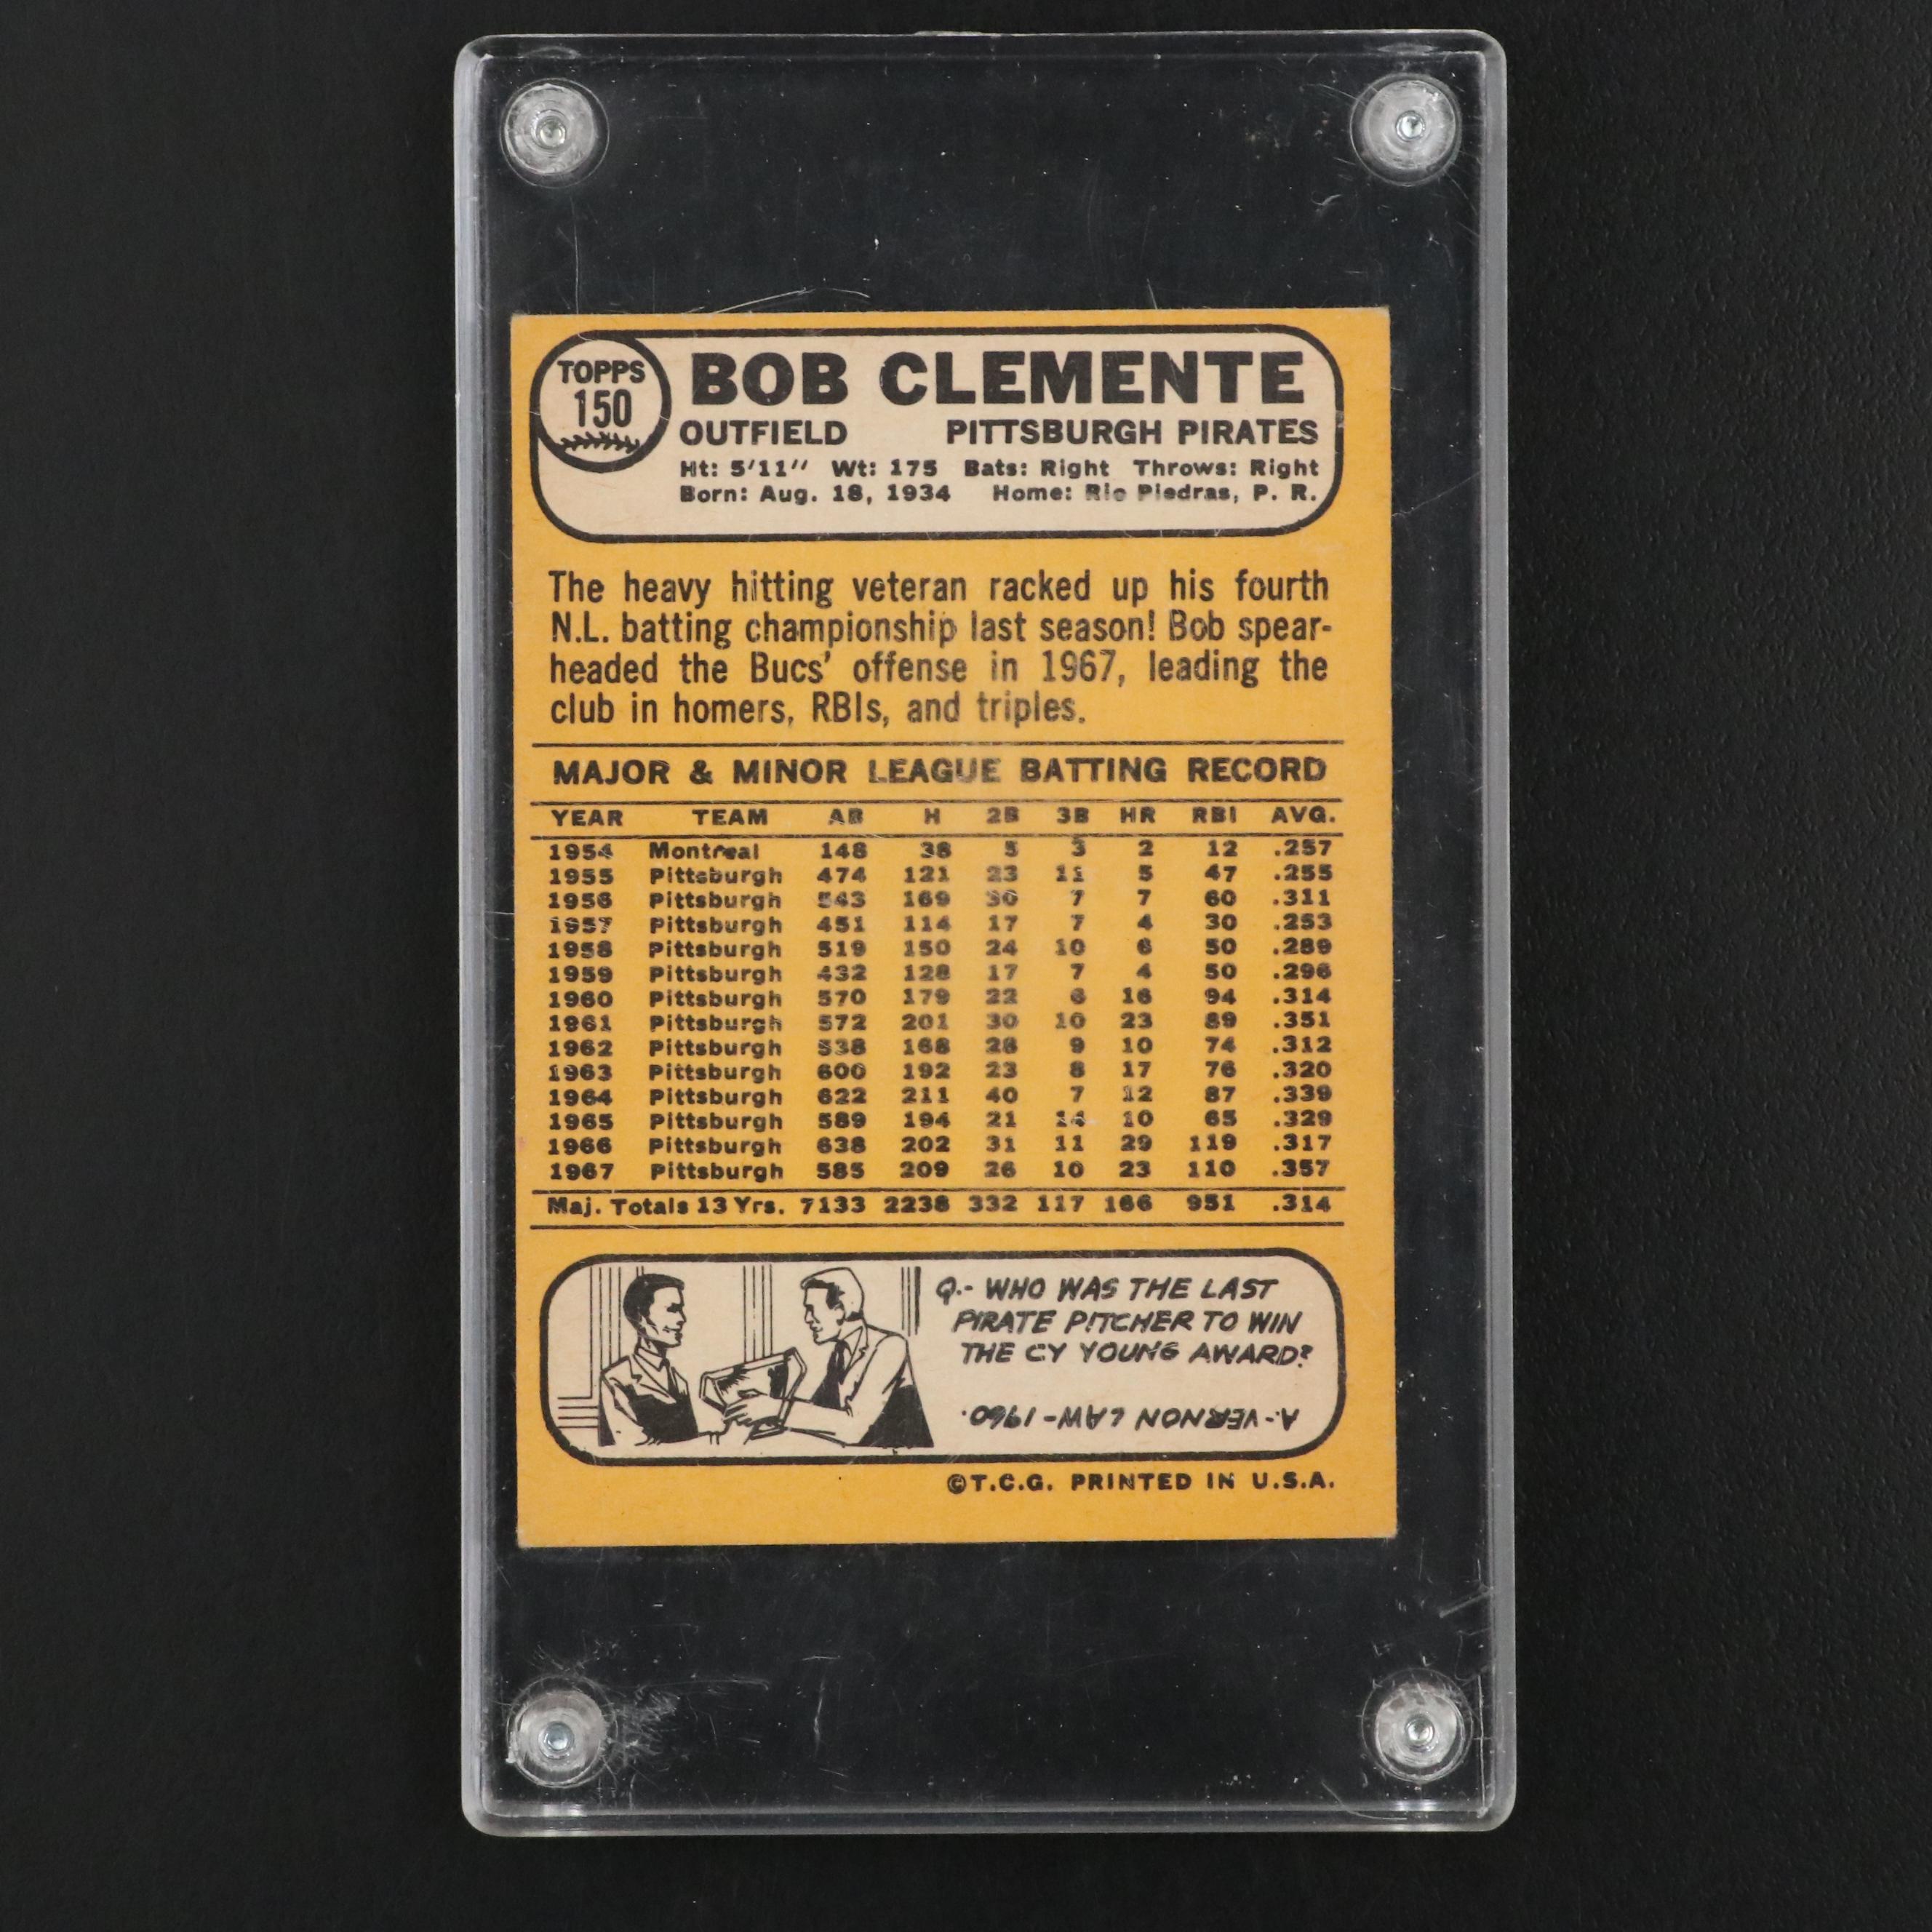 TOPPS
150
BOB CLEMENTE
OUTFIELD PITTSBURGH PIRATES
Ht: 5'11" Wt: 175 Bats: Right Throws: Right
Born: Aug. 18, 1934 Home: Rio Piedras, P. R.
The heavy hitting veteran racked up his fourth
N.L. batting championship last season! Bob spear-
headed the Bucs' offense in 1967, leading the
club in homers, RBIs, and triples.
MAJOR & MINOR LEAGUE BATTING RECORD
YEAR TEAM AB H 2B 3B HR RBI AVG.
1954 Montreal 148 38 5 3 2 12 .257
1955 Pittsburgh 474 121 23 11 5 47 .255
1956 Pittsburgh 543 169 30 7 7 60 .311
1957 Pittsburgh 451 114 17 7 4 30 .253
1958 Pittsburgh 519 150 24 10 6 50 .289
1959 Pittsburgh 432 128 17 7 4 50 .296
1960 Pittsburgh 570 179 22 6 16 94 .314
1961 Pittsburgh 572 201 30 10 23 89 .351
1962 Pittsburgh 538 168 28 9 10 74 .312
1963 Pittsburgh 600 192 23 8 17 76 .320
1964 Pittsburgh 622 211 40 7 12 87 .339
1965 Pittsburgh 589 194 21 14 10 65 .329
1966 Pittsburgh 638 202 31 11 29 119 .317
1967 Pittsburgh 585 209 26 10 23 110 .357
Maj. Totals 13 Yrs. 7133 2238 332 117 166 951 .314
Q.- WHO WAS THE LAST
PIRATE PITCHER TO WIN
THE CY YOUNG AWARD?
A.- VERNON LAW - 1960.
©T.C.G. PRINTED IN U.S.A.